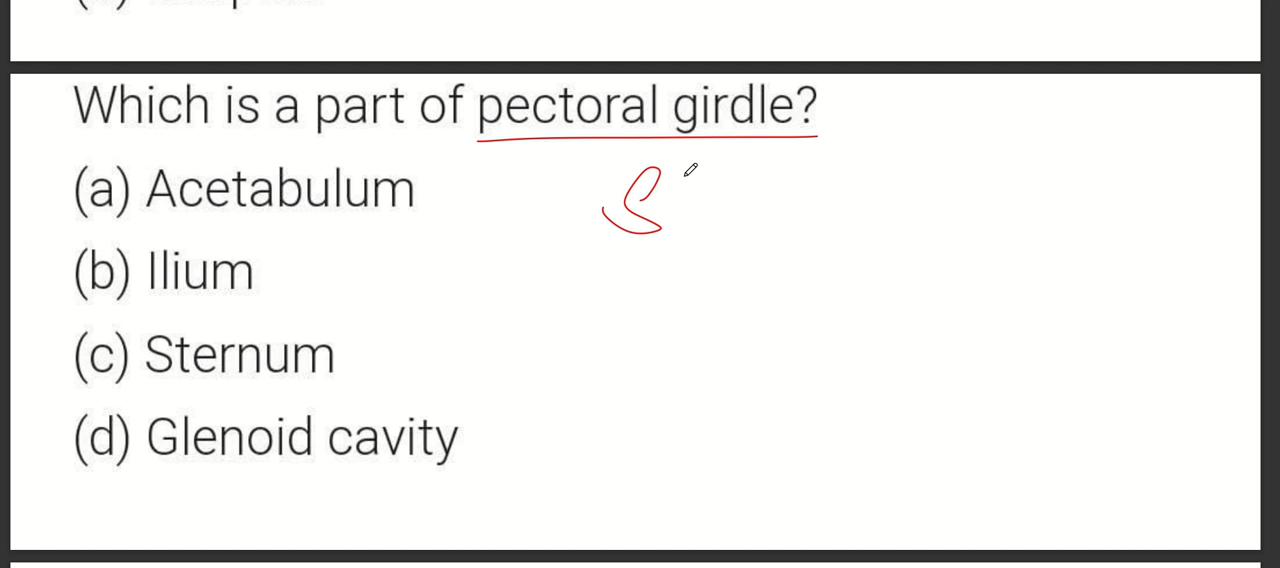 Which is a part of pectoral girdle?
S
(a) Acetabulum
(b) Ilium
(c) Sternum
(d) Glenoid cavity